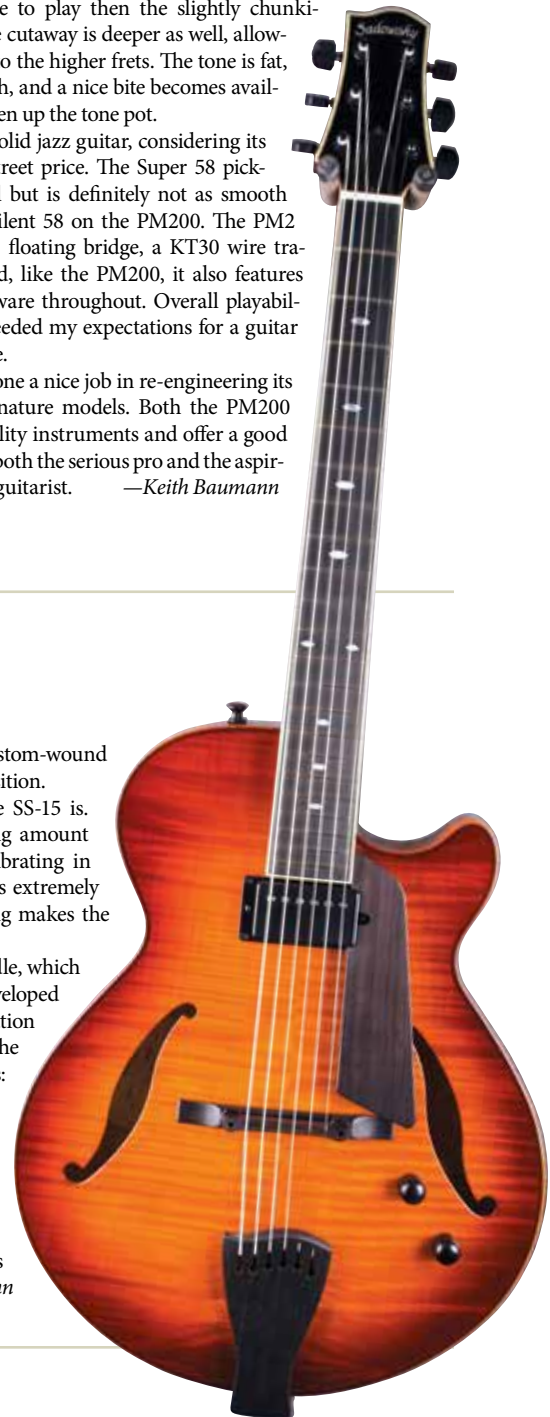 e to play then the slightly chunki-
e cutaway is deeper as well, allow-
o the higher frets. The tone is fat,
h, and a nice bite becomes avail-
en up the tone pot.
olid jazz guitar, considering its
reet price. The Super 58 pick-
but is definitely not as smooth
ilent 58 on the PM200. The PM2
floating bridge, a KT30 wire tra-
d, like the PM200, it also features
ware throughout. Overall playabil-
eeded my expectations for a guitar
e.
one a nice job in re-engineering its
nature models. Both the PM200
lity instruments and offer a good
both the serious pro and the aspir-
guitarist. —Keith Baumann
Sadowsky
stom-wound
ition.
e SS-15 is.
ng amount
ibrating in
s extremely
ng makes the
lle, which
veloped
tion
he
s:
s
an